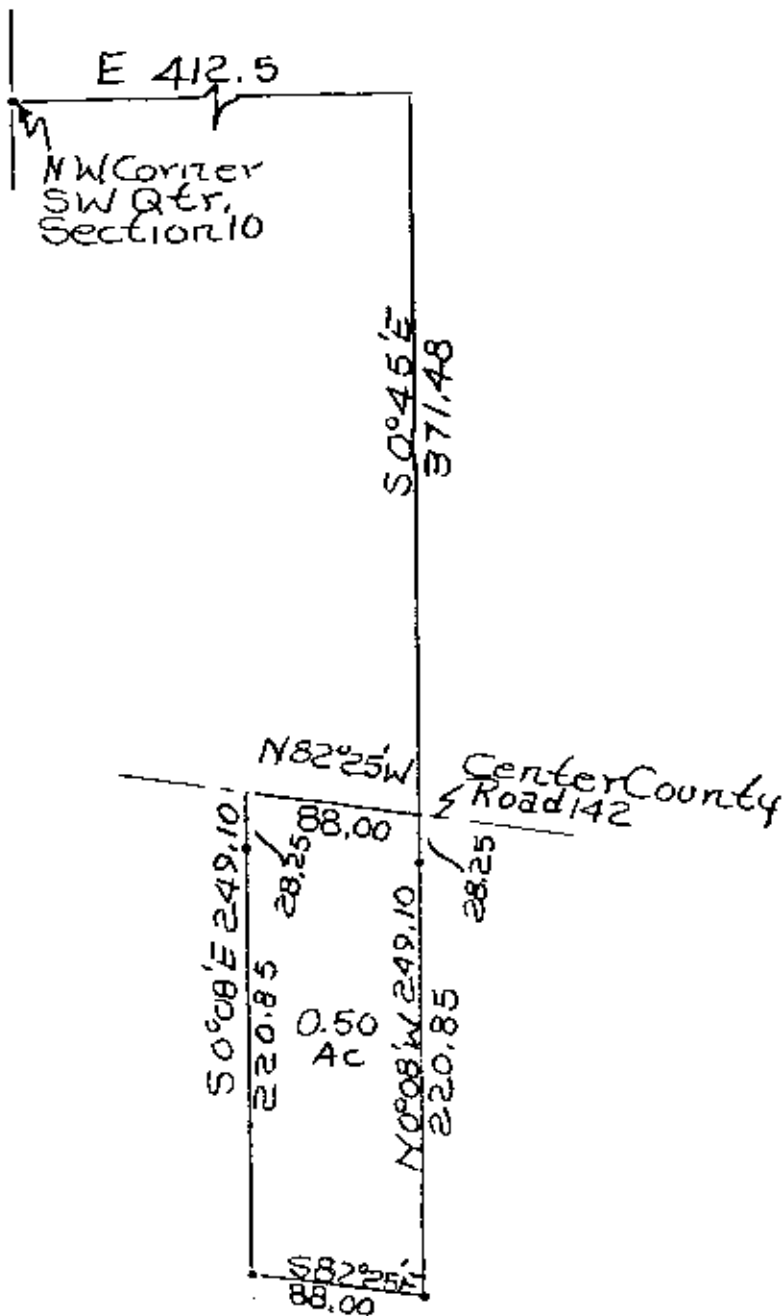 E 412.5
NW Corner
SW Qtr.
Section 10
S 0°45'E
371.48
N82°25'W
88.00
Center County
Road 142
28.25
28.25
S 0°08'E 249.10
220.85
0.50
Ac
N 0°08'W 249.10
220.85
S82°25'E
88.00